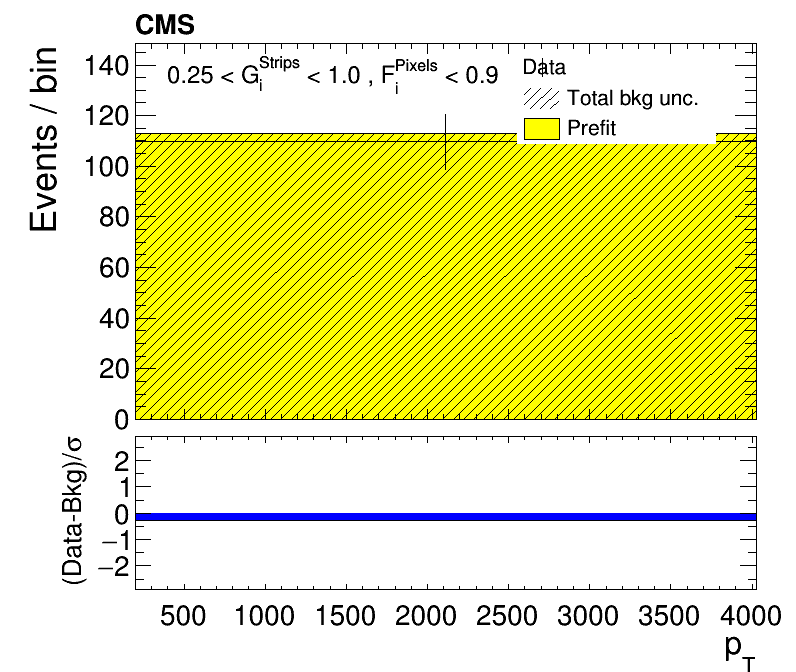 CMS
Events / bin
140
120
100
80
60
40
20
0
0.25 < G_i^Strips < 1.0 , F_i^Pixels < 0.9
Data
Total bkg unc.
Prefit
(Data-Bkg)/σ
2
1
0
−1
−2
500 1000 1500 2000 2500 3000 3500 4000
p_T